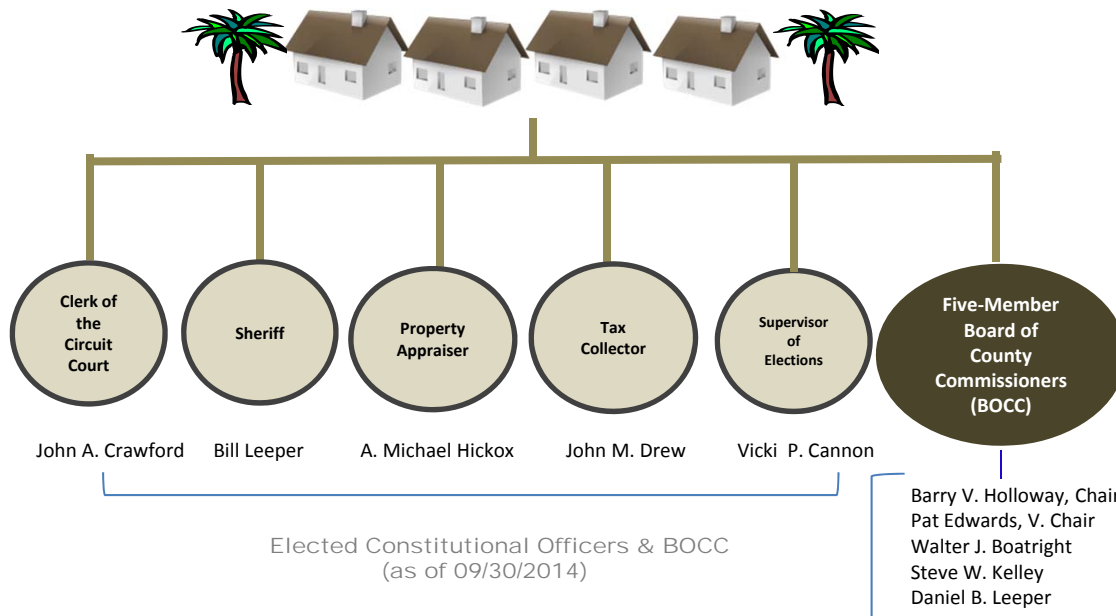 Clerk of
the
Circuit
Court
Sheriff
Property
Appraiser
Tax
Collector
Supervisor
of
Elections
Five-Member
Board of
County
Commissioners
(BOCC)
John A. Crawford
Bill Leeper
A. Michael Hickox
John M. Drew
Vicki P. Cannon
Barry V. Holloway, Chair
Pat Edwards, V. Chair
Walter J. Boatright
Steve W. Kelley
Daniel B. Leeper
Elected Constitutional Officers & BOCC
(as of 09/30/2014)